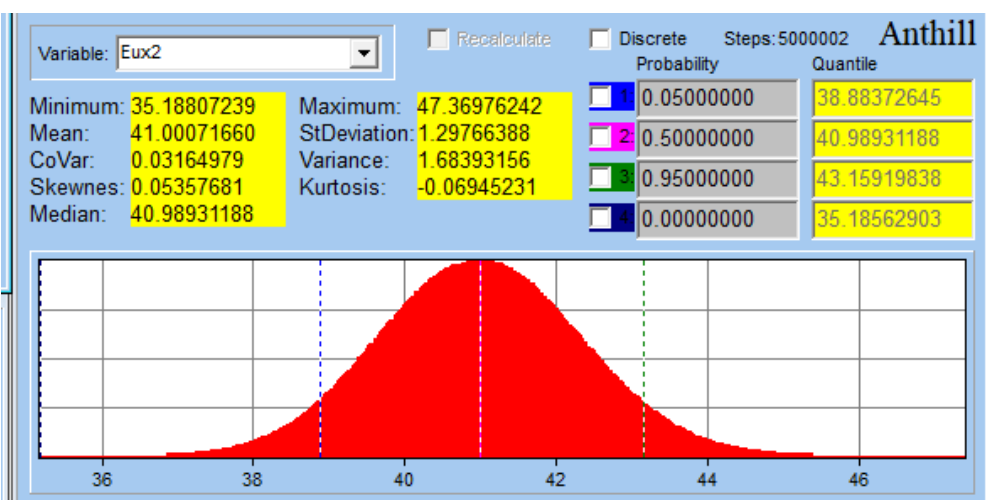 Variable: Eux2 Recalculate Discrete Steps:5000002 Anthill
Probability Quantile
Minimum: 35.18807239 Maximum: 47.36976242 1 0.05000000 38.88372645
Mean: 41.00071660 StDeviation: 1.29766388 2: 0.50000000 40.98931188
CoVar: 0.03164979 Variance: 1.68393156
Skewnes: 0.05357681 Kurtosis: -0.06945231 3: 0.95000000 43.15919838
Median: 40.98931188 4. 0.00000000 35.18562903
36 38 40 42 44 46